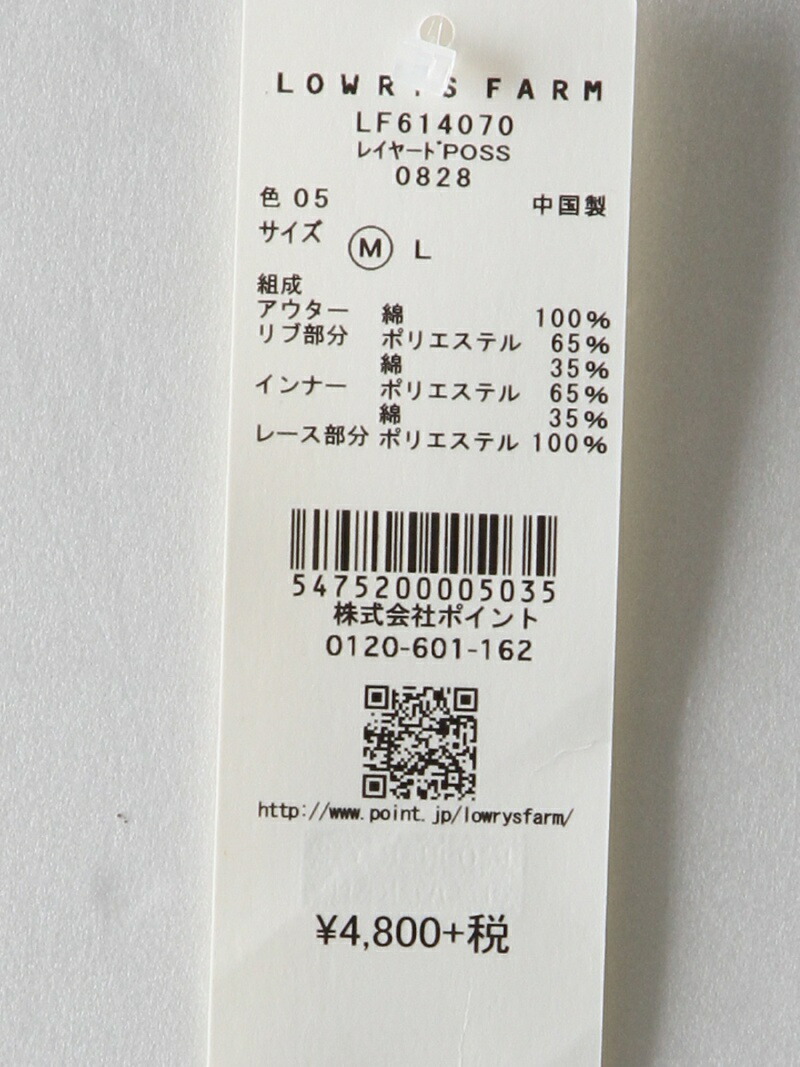 LOWRYS FARM
LF614070
レイヤードPOSS
0828
色 05 中国製
サイズ M L
組成
アウター 綿 100%
リブ部分 ポリエステル 65%
綿 35%
インナー ポリエステル 65%
綿 35%
レース部分 ポリエステル 100%
5475200005035
株式会社ポイント
0120-601-162
http://www.point.jp/lowrysfarm/
¥4,800+税